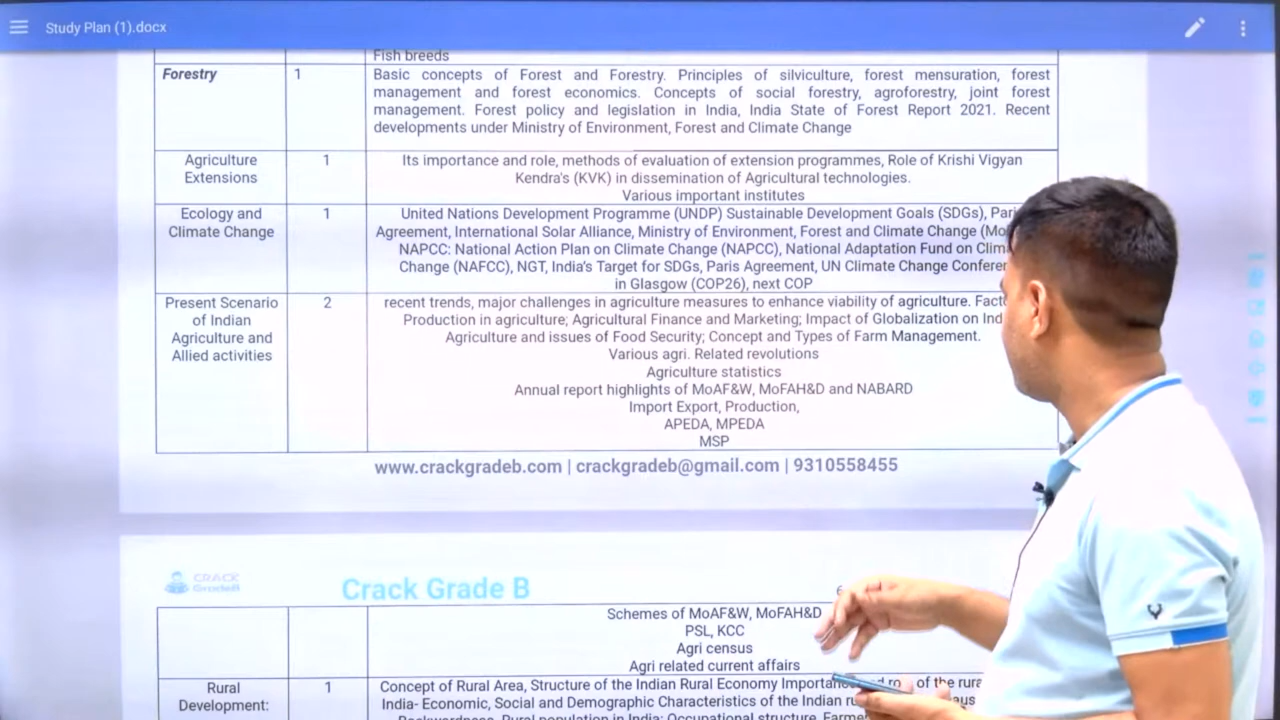 Study Plan (1).docx
Fish breeds
Forestry 1 Basic concepts of Forest and Forestry. Principles of silviculture, forest mensuration, forest
management and forest economics. Concepts of social forestry, agroforestry, joint forest
management. Forest policy and legislation in India, India State of Forest Report 2021. Recent
developments under Ministry of Environment, Forest and Climate Change
Agriculture 1 Its importance and role, methods of evaluation of extension programmes, Role of Krishi Vigyan
Extensions Kendra's (KVK) in dissemination of Agricultural technologies.
Various important institutes
Ecology and 1 United Nations Development Programme (UNDP) Sustainable Development Goals (SDGs),
Climate Change Agreement, International Solar Alliance, Ministry of Environment, Forest and Climate Change
NAPCC: National Action Plan on Climate Change (NAPCC), National Adaptation Fund on
Change (NAFCC), NGT, India's Target for SDGs, Paris Agreement, UN Climate Change
in Glasgow (COP26), next COP
Present Scenario 2 recent trends, major challenges in agriculture measures to enhance viability of agriculture.
of Indian Production in agriculture; Agricultural Finance and Marketing; Impact of Globalization on
Agriculture and Agriculture and issues of Food Security; Concept and Types of Farm Management.
Allied activities Various agri. Related revolutions
Agriculture statistics
Annual report highlights of MoAF&W, MoFAH&D and NABARD
Import Export, Production,
APEDA, MPEDA
MSP
www.crackgradeb.com | crackgradeb@gmail.com | 9310558455
CRACK
GradeB
Crack Grade B
Schemes of MoAF&W, MoFAH&D
PSL, KCC
Agri census
Agri related current affairs
Rural 1 Concept of Rural Area, Structure of the Indian Rural Economy of the
Development: India- Economic, Social and Demographic Characteristics of the Indian
Backwardness, Rural population in India; Occupational structure,